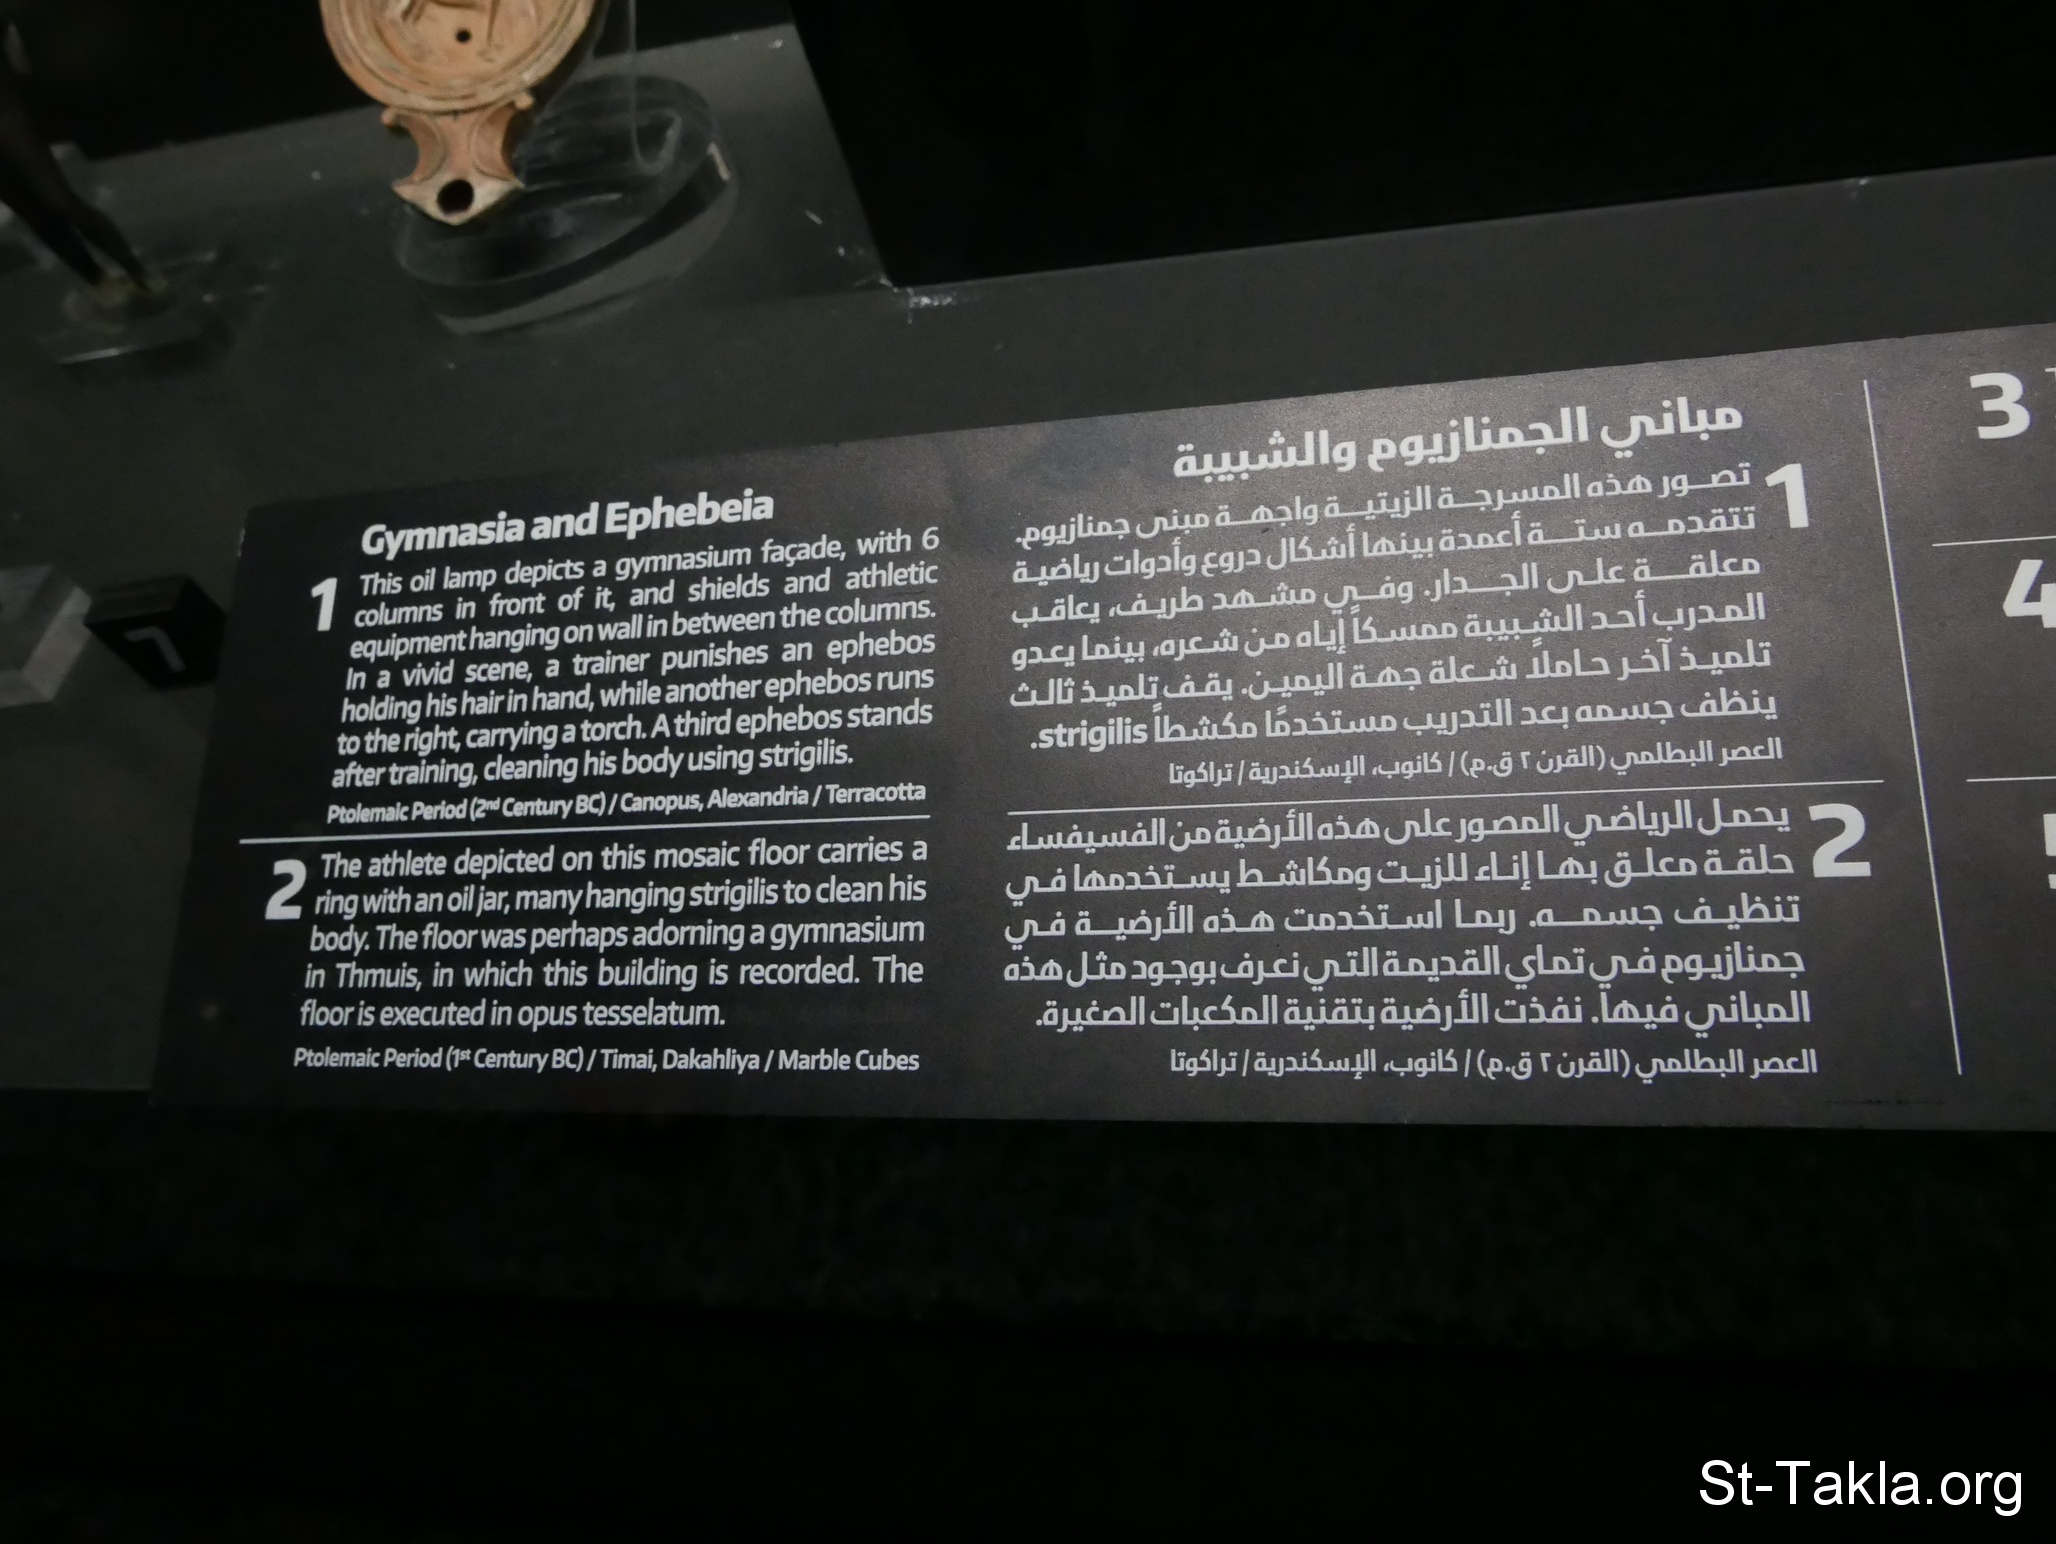 Gymnasia and Ephebeia
1
This oil lamp depicts a gymnasium façade, with 6
columns in front of it, and shields and athletic
equipment hanging on wall in between the columns.
In a vivid scene, a trainer punishes an ephebos
holding his hair in hand, while another ephebos runs
to the right, carrying a torch. A third ephebos stands
after training, cleaning his body using strigilis.
Ptolemaic Period (2nd Century BC) / Canopus, Alexandria / Terracotta
2
The athlete depicted on this mosaic floor carries a
ring with an oil jar, many hanging strigilis to clean his
body. The floor was perhaps adorning a gymnasium
in Thmuis, in which this building is recorded. The
floor is executed in opus tesselatum.
Ptolemaic Period (1st Century BC) / Timai, Dakahliya / Marble Cubes
مباني الجمنازيوم والشبيبة
1
تصور هذه المسرجة الزيتية واجهة مبنى جمنازيوم.
تتقدمه ستة أعمدة بينها أشكال دروع وأدوات رياضية
معلقة على الجدار. وفي مشهد طريف، يعاقب
المدرب أحد الشبيبة ممسكاً إياه من شعره، بينما يعدو
تلميذ آخر حاملاً شعلة جهة اليمين. يقف تلميذ ثالث
ينظف جسمه بعد التدريب مستخدمًا مكشطاً strigilis.
العصر البطلمي (القرن ٢ ق.م) / كانوب، الإسكندرية / تراكوتا
2
يحمل الرياضي المصور على هذه الأرضية من الفسيفساء
حلقة معلق بها إناء للزيت ومكاشط يستخدمها في
تنظيف جسمه. ربما استخدمت هذه الأرضية في
جمنازيوم في تماي القديمة التي نعرف بوجود مثل هذه
المباني فيها. نفذت الأرضية بتقنية المكعبات الصغيرة.
العصر البطلمي (القرن ٢ ق.م) / كانوب، الإسكندرية / تراكوتا
3
4
St-Takla.org